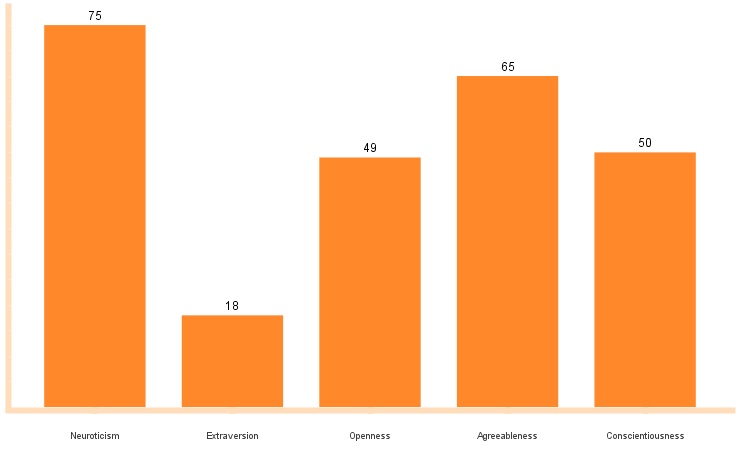 75
18
49
65
50
Neuroticism
Extraversion
Openness
Agreeableness
Conscientiousness